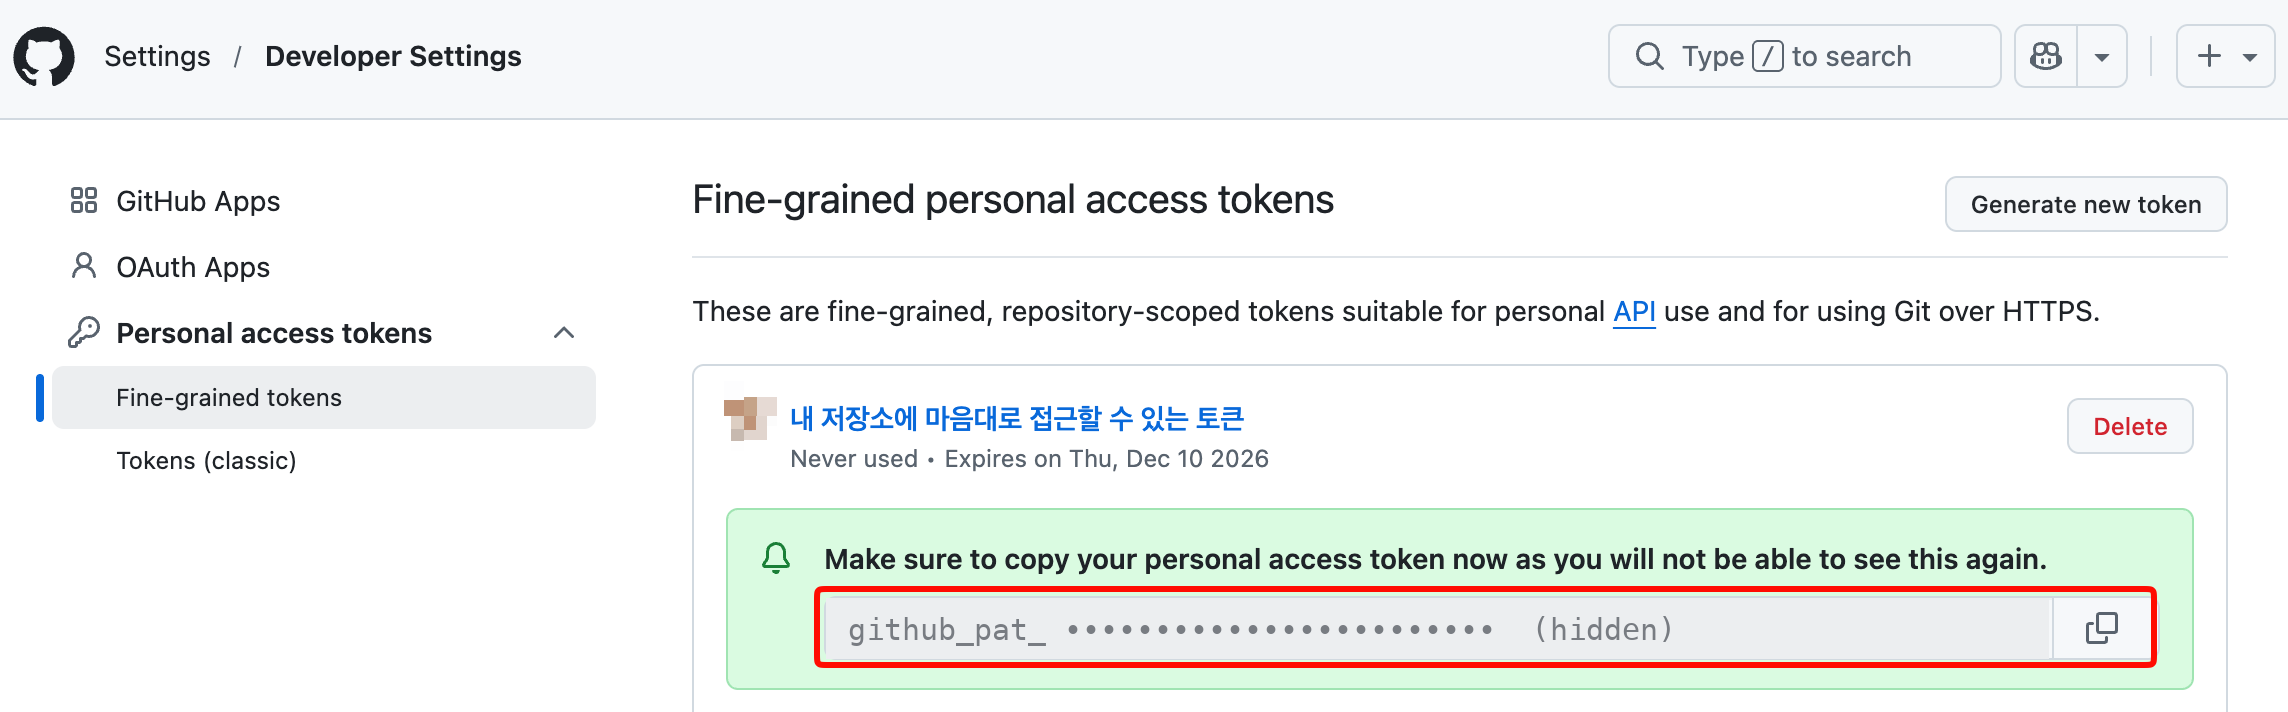 Settings / Developer Settings
Type / to search
GitHub Apps
OAuth Apps
Personal access tokens
Fine-grained tokens
Tokens (classic)
Fine-grained personal access tokens
Generate new token
These are fine-grained, repository-scoped tokens suitable for personal API use and for using Git over HTTPS.
내 저장소에 마음대로 접근할 수 있는 토큰
Delete
Never used • Expires on Thu, Dec 10 2026
Make sure to copy your personal access token now as you will not be able to see this again.
github_pat_ •••••••••••••••••••••••• (hidden)